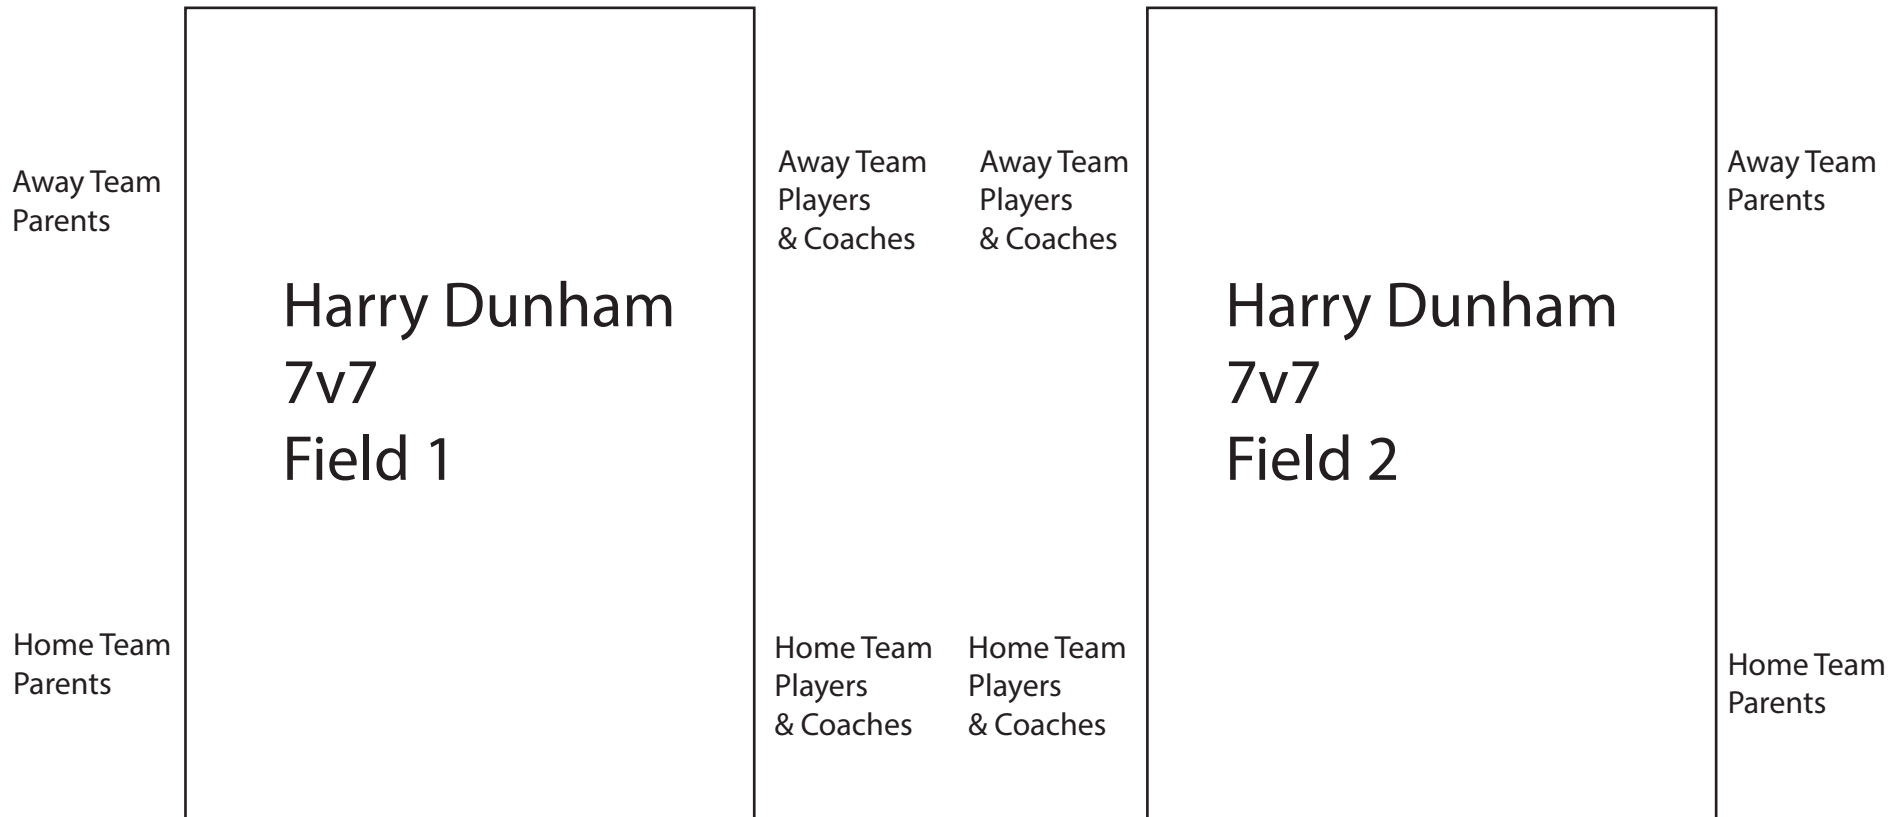 Away Team
Parents
Home Team
Parents
Harry Dunham
7v7
Field 1
Away Team
Players
& Coaches
Home Team
Players
& Coaches
Away Team
Players
& Coaches
Home Team
Players
& Coaches
Harry Dunham
7v7
Field 2
Away Team
Parents
Home Team
Parents